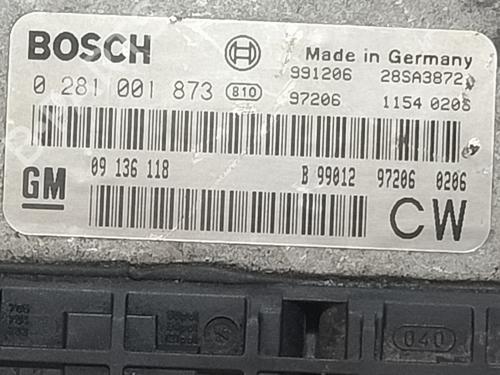 BOSCH
Made in Germany
991206 28SA3872
0 281 001 873 810
97206 1154 0206
09 136 118 B 99012 97206 0206
GM
CW
040